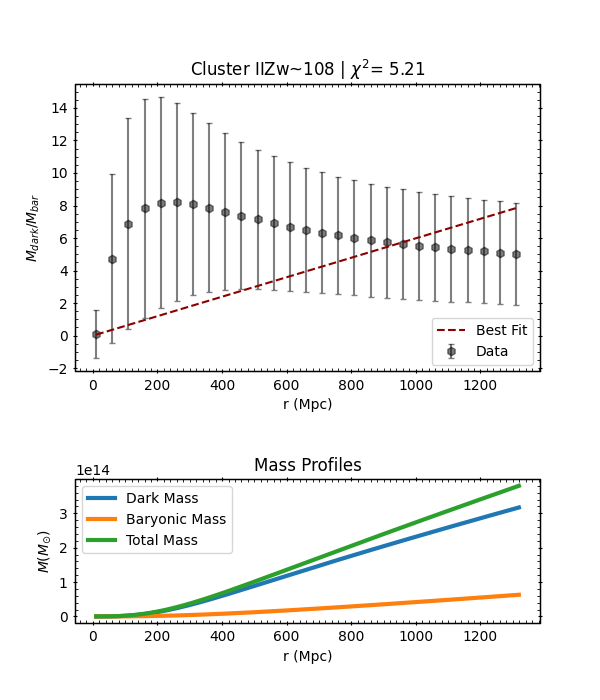 Cluster IIZw~108 | χ²= 5.21
14
12
10
8
6
4
2
0
−2
M_dark/M_bar
Best Fit
Data
0 200 400 600 800 1000 1200
r (Mpc)
Mass Profiles
1e14
Dark Mass
Baryonic Mass
Total Mass
3
2
1
0
M(M_⊙)
0 200 400 600 800 1000 1200
r (Mpc)